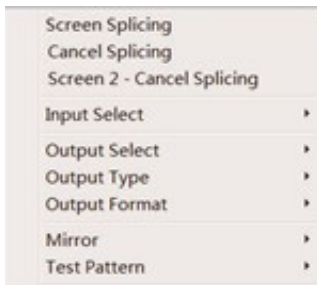 Screen Splicing
Cancel Splicing
Screen 2 - Cancel Splicing
Input Select
Output Select
Output Type
Output Format
Mirror
Test Pattern